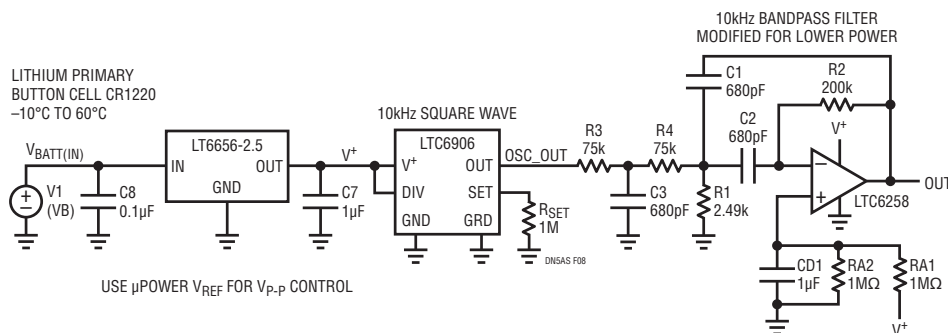 10kHz BANDPASS FILTER
MODIFIED FOR LOWER POWER
LITHIUM PRIMARY
BUTTON CELL CR1220
–10°C TO 60°C
VBATT(IN)
V1
(VB)
C8
0.1µF
LT6656-2.5
IN
OUT
GND
V+
C7
1µF
10kHz SQUARE WAVE
LTC6906
V+
DIV
GND
OUT
SET
GRD
OSC_OUT
RSET
1M
DN5AS F08
R3
75k
C3
680pF
R4
75k
C1
680pF
R1
2.49k
C2
680pF
R2
200k
V+
–
+
LTC6258
OUT
CD1
1µF
RA2
1MΩ
RA1
1MΩ
V+
USE µPOWER VREF FOR VP-P CONTROL